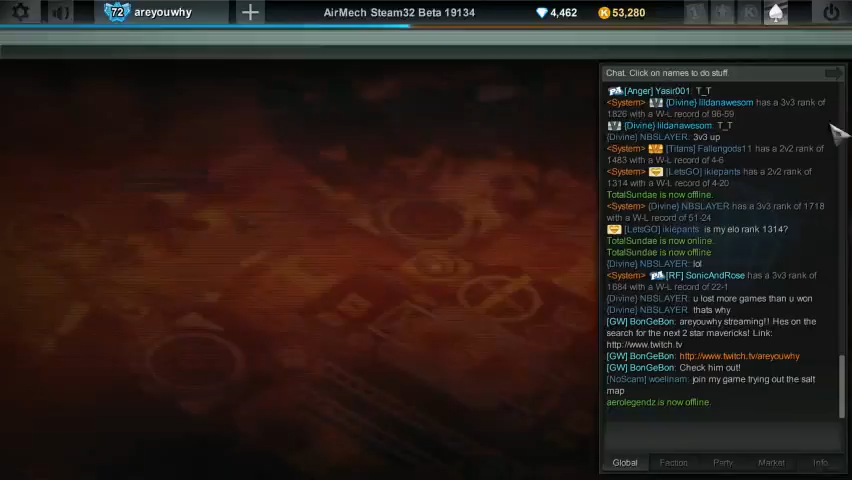 72 areyouwhy AirMech Steam32 Beta 19134 4,462 K 53,280
Chat. Click on names to do stuff.
[Anger] Yasir001: T_T
<System> {Divine} lildanawesom has a 3v3 rank of
1826 with a W-L record of 96-59
{Divine} lildanawesom: T_T
{Divine} NBSLAYER: 3v3 up
<System> [Titans] Fallengods11 has a 2v2 rank of
1483 with a W-L record of 4-6
<System> [LetsGO] ikiepants has a 2v2 rank of
1314 with a W-L record of 4-20
TotalSundae is now offline.
<System> {Divine} NBSLAYER has a 3v3 rank of 1718
with a W-L record of 51-24
[LetsGO] ikiepants: is my elo rank 1314?
TotalSundae is now online.
TotalSundae is now offline.
{Divine} NBSLAYER: lol
<System> [RF] SonicAndRose has a 3v3 rank of
1684 with a W-L record of 22-1
{Divine} NBSLAYER: u lost more games than u won
{Divine} NBSLAYER: thats why
[GW] BonGeBon: areyouwhy streaming!! Hes on the
search for the next 2 star mavericks! Link:
http://www.twitch.tv
[GW] BonGeBon: http://www.twitch.tv/areyouwhy
[GW] BonGeBon: Check him out!
[NoScam] woelinam: join my game trying out the salt
map
aerolegendz is now offline.
Global Faction Party Market Info